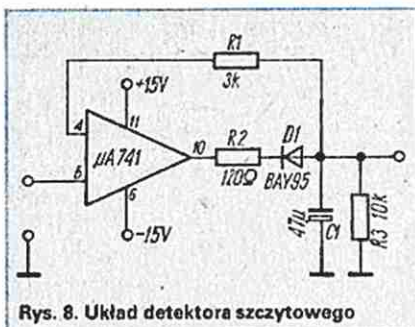 R1
3k
+15V
4
11
μA741
10
R2
120Ω
D1
BAY95
5
6
-15V
47μ
C1
R3 10k
Rys. 8. Układ detektora szczytowego